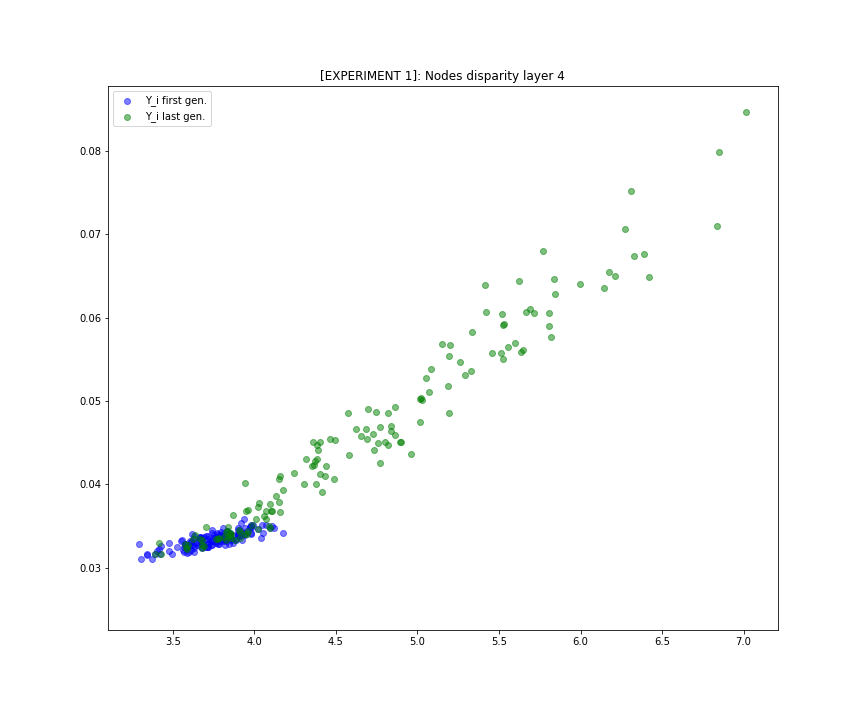 [EXPERIMENT 1]: Nodes disparity layer 4
Y_i first gen.
Y_i last gen.
0.08
0.07
0.06
0.05
0.04
0.03
3.5 4.0 4.5 5.0 5.5 6.0 6.5 7.0